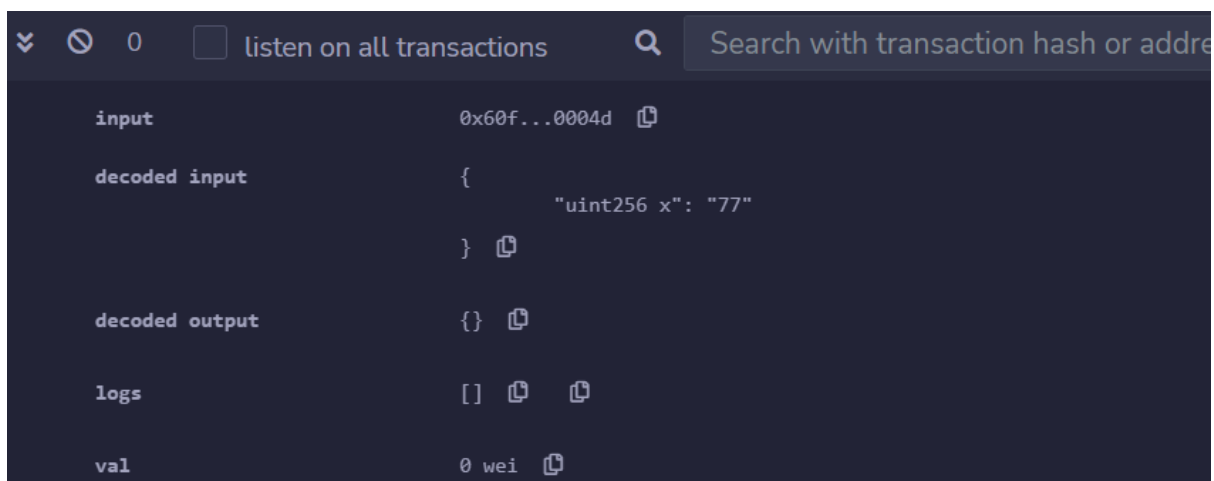 0 listen on all transactions Search with transaction hash or addre
input 0x60f...0004d
decoded input {
"uint256 x": "77"
}
decoded output {}
logs []
val 0 wei